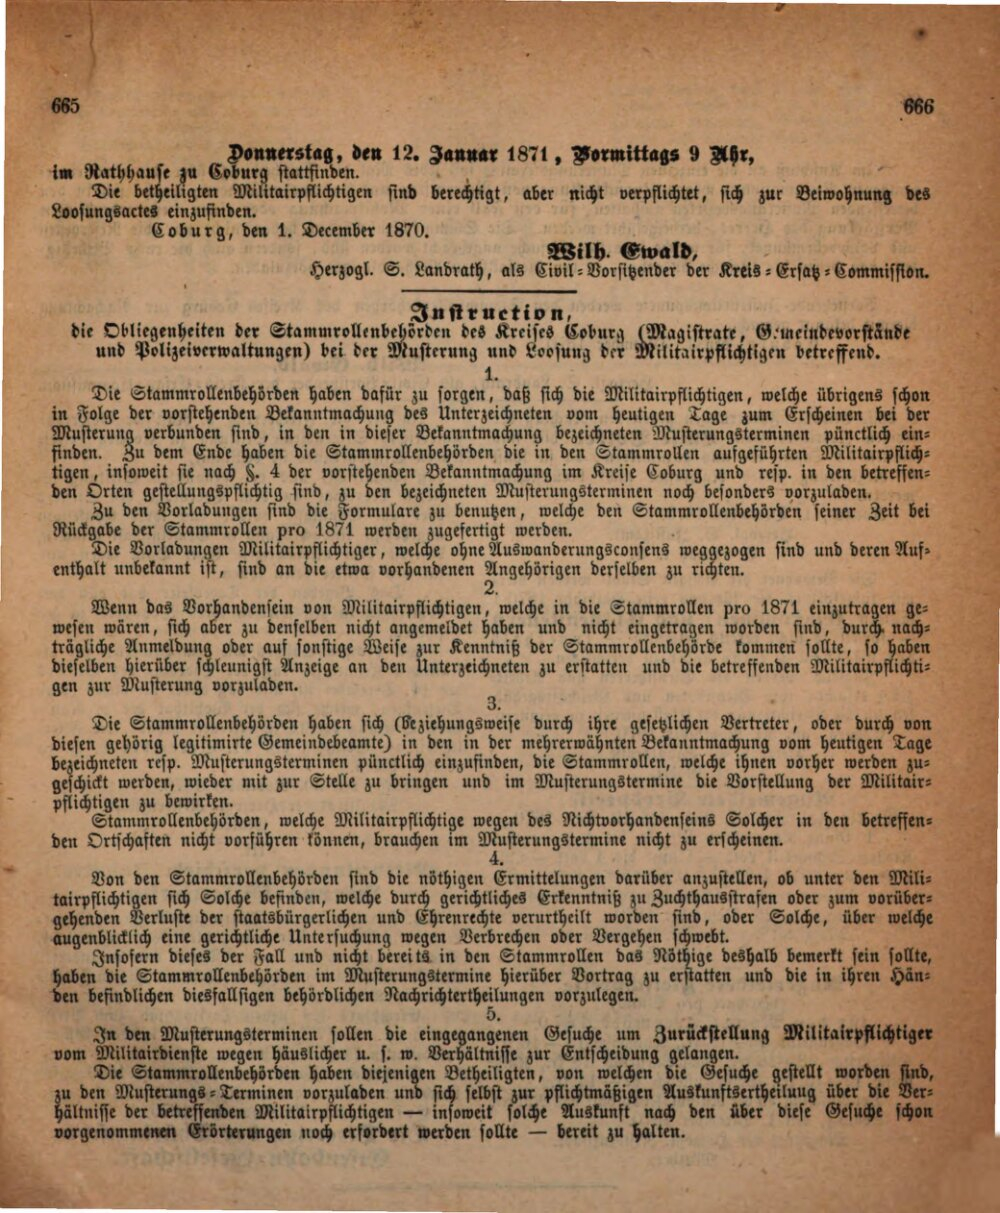 665 666
Donnerstag, den 12. Januar 1871, Vormittags 9 Uhr,
im Rathhause zu Coburg stattfinden.
Die betheiligten Militairpflichtigen sind berechtigt, aber nicht verpflichtet, sich zur Beiwohnung des
Loosungsactes einzufinden.
Coburg, den 1. December 1870.
Wilh. Ewald,
Herzogl. S. Landrath, als Civil=Vorsitzender der Kreis=Ersatz=Commission.
Instruction,
die Obliegenheiten der Stammrollenbehörden des Kreises Coburg (Magistrate, Gemeindevorstände
und Polizeiverwaltungen) bei der Musterung und Loosung der Militairpflichtigen betreffend.
1.
Die Stammrollenbehörden haben dafür zu sorgen, daß sich die Militairpflichtigen, welche übrigens schon
in Folge der vorstehenden Bekanntmachung des Unterzeichneten vom heutigen Tage zum Erscheinen bei der
Musterung verbunden sind, in den in dieser Bekanntmachung bezeichneten Musterungsterminen pünctlich ein=
finden. Zu dem Ende haben die Stammrollenbehörden die in den Stammrollen aufgeführten Militairpflich=
tigen, insoweit sie nach §. 4 der vorstehenden Bekanntmachung im Kreise Coburg und resp. in den betreffen=
den Orten gestellungspflichtig sind, zu den bezeichneten Musterungsterminen noch besonders vorzuladen.
Zu den Vorladungen sind die Formulare zu benutzen, welche den Stammrollenbehörden seiner Zeit bei
Rückgabe der Stammrollen pro 1871 werden zugefertigt werden.
Die Vorladungen Militairpflichtiger, welche ohne Auswanderungsconsens weggezogen sind und deren Auf=
enthalt unbekannt ist, sind an die etwa vorhandenen Angehörigen derselben zu richten.
2.
Wenn das Vorhandensein von Militairpflichtigen, welche in die Stammrollen pro 1871 einzutragen ge=
wesen wären, sich aber zu denselben nicht angemeldet haben und nicht eingetragen worden sind, durch nach=
trägliche Anmeldung oder auf sonstige Weise zur Kenntniß der Stammrollenbehörde kommen sollte, so haben
dieselben hierüber schleunigst Anzeige an den Unterzeichneten zu erstatten und die betreffenden Militairpflichti=
gen zur Musterung vorzuladen.
3.
Die Stammrollenbehörden haben sich (beziehungsweise durch ihre gesetzlichen Vertreter, oder durch von
diesen gehörig legitimirte Gemeindebeamte) in den in der mehrerwähnten Bekanntmachung vom heutigen Tage
bezeichneten resp. Musterungsterminen pünctlich einzufinden, die Stammrollen, welche ihnen vorher werden zu=
geschickt werden, wieder mit zur Stelle zu bringen und im Musterungstermine die Vorstellung der Militair=
pflichtigen zu bewirken.
Stammrollenbehörden, welche Militairpflichtige wegen des Nichtvorhandenseins Solcher in den betreffen=
den Ortschaften nicht vorführen können, brauchen im Musterungstermine nicht zu erscheinen.
4.
Von den Stammrollenbehörden sind die nöthigen Ermittelungen darüber anzustellen, ob unter den Mili=
tairpflichtigen sich Solche befinden, welche durch gerichtliches Erkenntniß zu Zuchthausstrafen oder zum vorüber=
gehenden Verluste der staatsbürgerlichen und Ehrenrechte verurtheilt worden sind, oder Solche, über welche
augenblicklich eine gerichtliche Untersuchung wegen Verbrechen oder Vergehen schwebt.
Insofern dieses der Fall und nicht bereits in den Stammrollen das Nöthige deshalb bemerkt sein sollte,
haben die Stammrollenbehörden im Musterungstermine hierüber Vortrag zu erstatten und die in ihren Hän=
den befindlichen diesfallsigen behördlichen Nachrichtertheilungen vorzulegen.
5.
In den Musterungsterminen sollen die eingegangenen Gesuche um Zurückstellung Militairpflichtiger
vom Militairdienste wegen häuslicher u. s. w. Verhältnisse zur Entscheidung gelangen.
Die Stammrollenbehörden haben diejenigen Betheiligten, von welchen die Gesuche gestellt worden sind,
zu den Musterungs=Terminen vorzuladen und sich selbst zur pflichtmäßigen Auskunftsertheilung über die Ver=
hältnisse der betreffenden Militairpflichtigen — insoweit solche Auskunft nach den über diese Gesuche schon
vorgenommenen Erörterungen noch erfordert werden sollte — bereit zu halten.